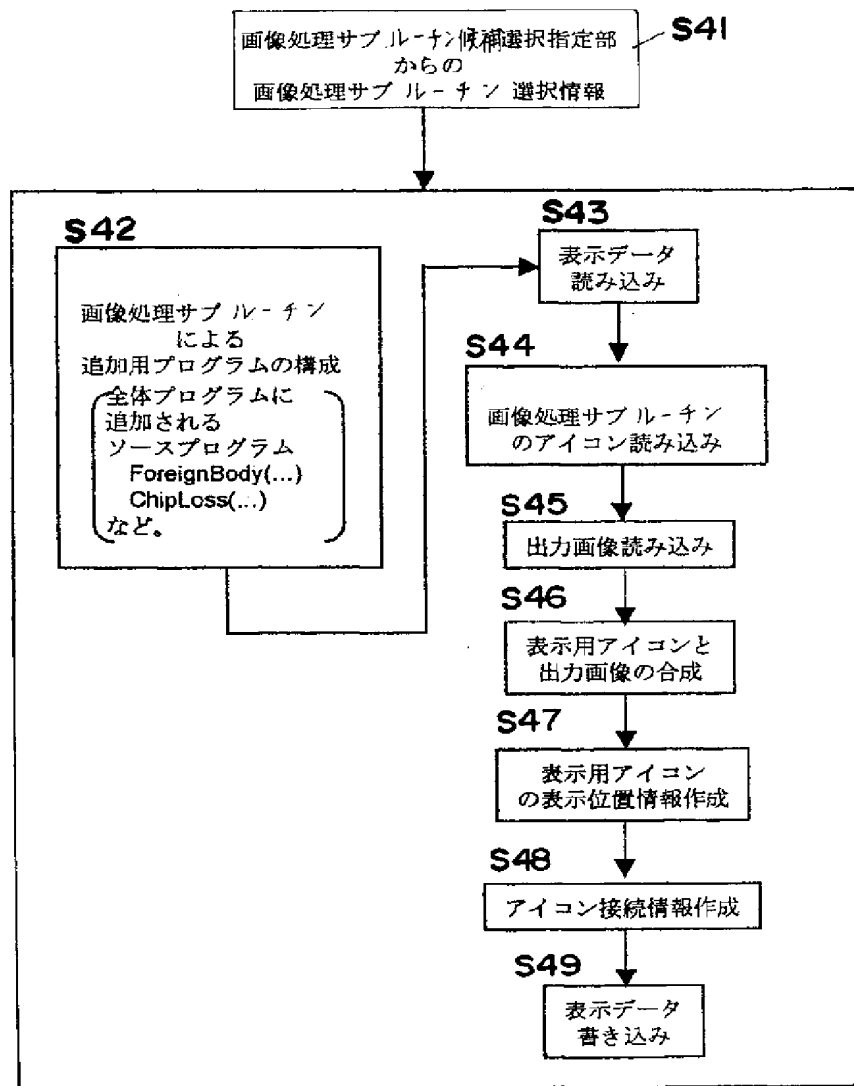 画像処理サブルーチン候補選択指定部
からの
画像処理サブルーチン選択情報
S41
S42
画像処理サブルーチン
による
追加用プログラムの構成
全体プログラムに
追加される
ソースプログラム
ForeignBody(...)
ChipLoss(...)
など。
S43
表示データ
読み込み
S44
画像処理サブルーチン
のアイコン読み込み
S45
出力画像読み込み
S46
表示用アイコンと
出力画像の合成
S47
表示用アイコン
の表示位置情報作成
S48
アイコン接続情報作成
S49
表示データ
書き込み